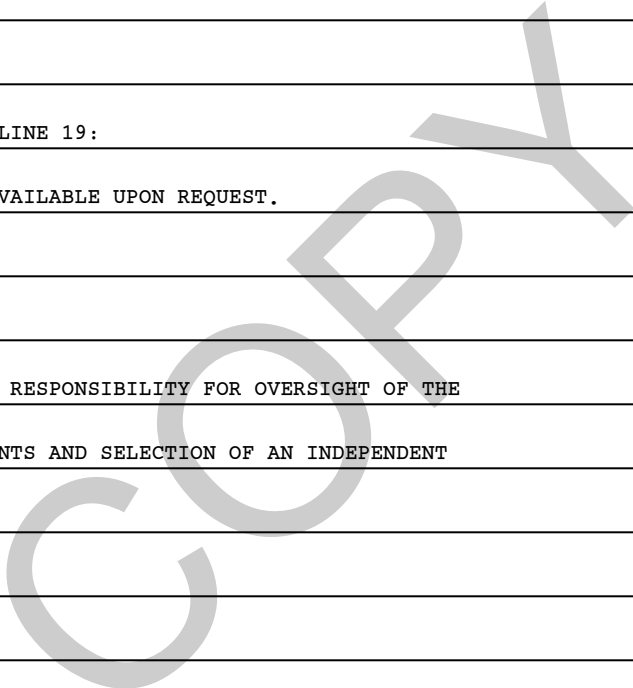 LINE 19:
VAILABLE UPON REQUEST.
RESPONSIBILITY FOR OVERSIGHT OF THE
NTS AND SELECTION OF AN INDEPENDENT
COPY